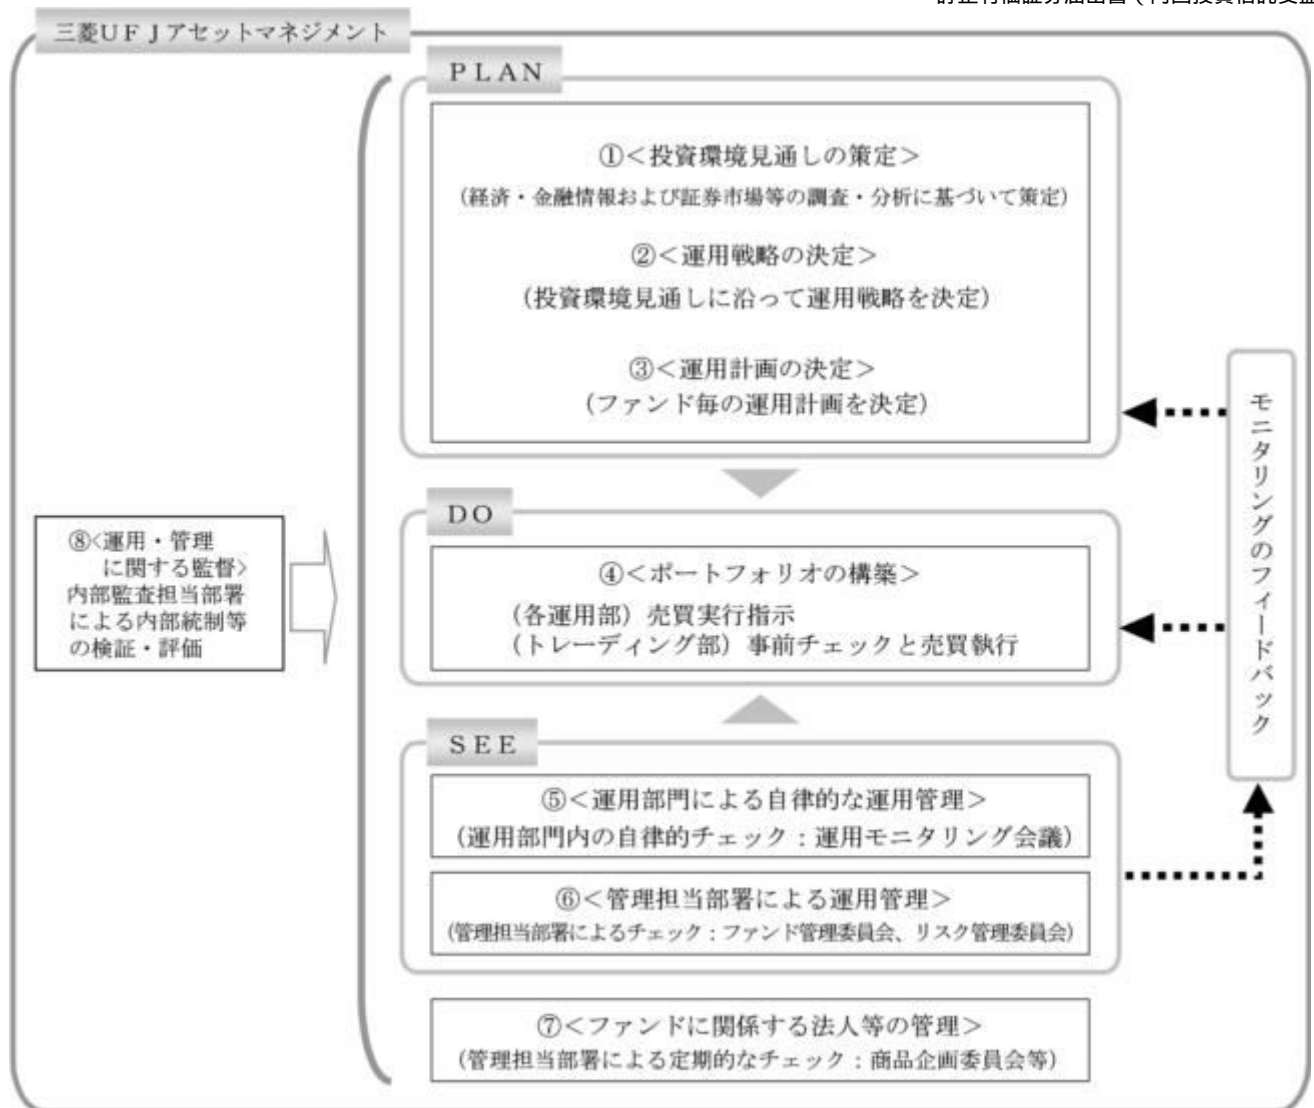 三菱UFJアセットマネジメント
PLAN
①＜投資環境見通しの策定＞
(経済・金融情報および証券市場等の調査・分析に基づいて策定)
②＜運用戦略の決定＞
(投資環境見通しに沿って運用戦略を決定)
③＜運用計画の決定＞
(ファンド毎の運用計画を決定)
DO
④＜ポートフォリオの構築＞
(各運用部) 売買実行指示
(トレーディング部) 事前チェックと売買執行
SEE
⑤＜運用部門による自律的な運用管理＞
(運用部門内の自律的チェック：運用モニタリング会議)
⑥＜管理担当部署による運用管理＞
(管理担当部署によるチェック：ファンド管理委員会、リスク管理委員会)
⑦＜ファンドに関係する法人等の管理＞
(管理担当部署による定期的なチェック：商品企画委員会等)
⑧＜運用・管理
に関する監督＞
内部監査担当部署
による内部統制等
の検証・評価
モニタリングのフィードバック